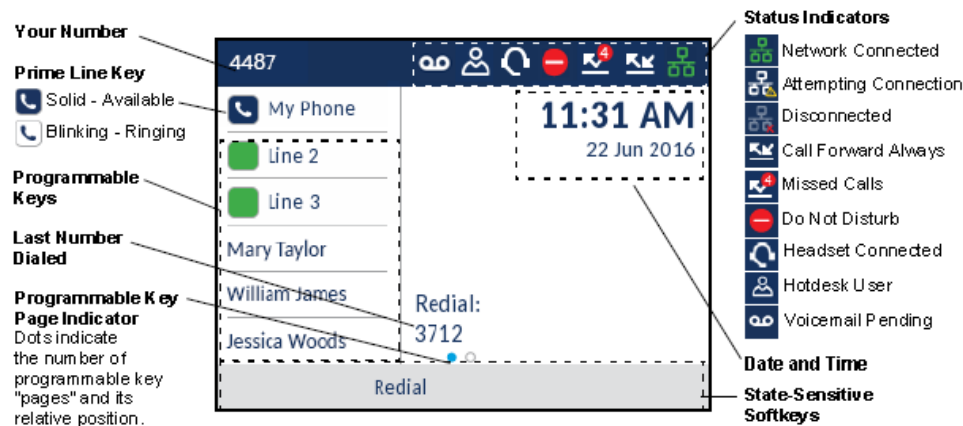 Your Number
Prime Line Key
Solid - Available
Blinking - Ringing
Programmable
Keys
Last Number
Dialed
Programmable Key
Page Indicator
Dots indicate
the number of
programmable key
"pages" and its
relative position.
4487
4
My Phone
Line 2
Line 3
Mary Taylor
William James
Jessica Woods
11:31 AM
22 Jun 2016
Redial:
3712
Redial
Status Indicators
Network Connected
Attempting Connection
Disconnected
Call Forward Always
4
Missed Calls
Do Not Disturb
Headset Connected
Hotdesk User
Voicemail Pending
Date and Time
State-Sensitive
Softkeys